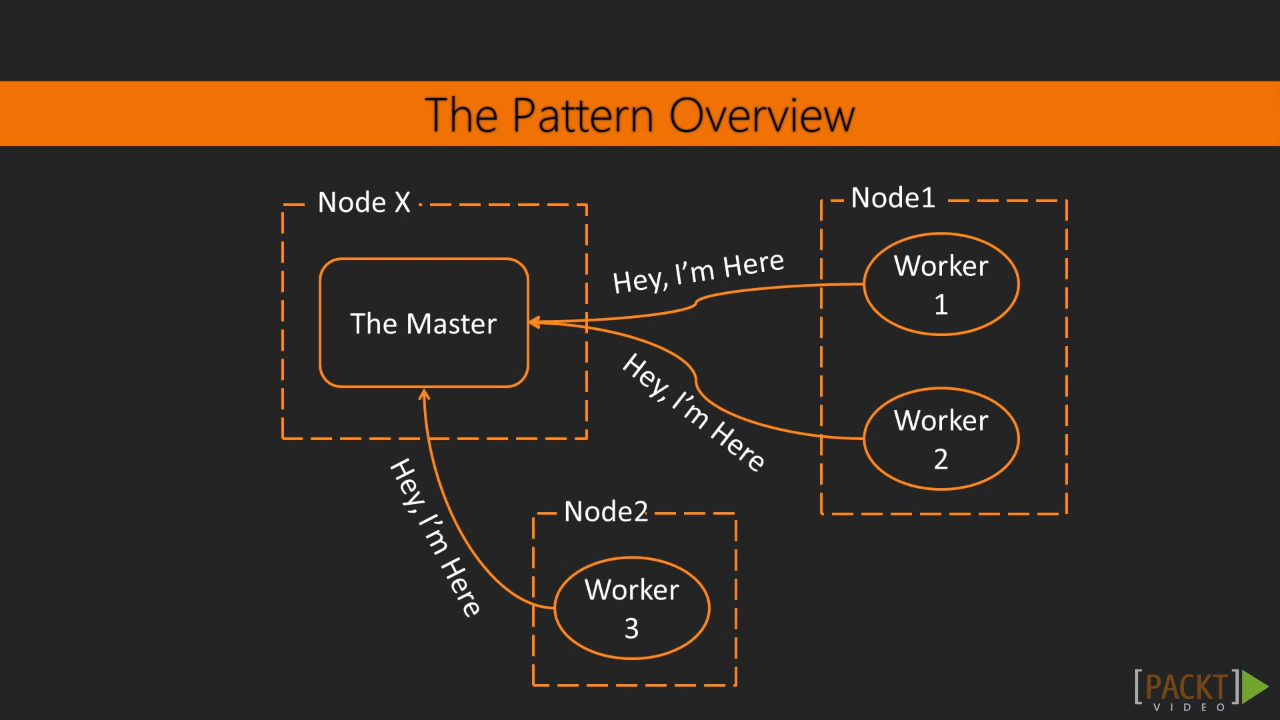 The Pattern Overview
Node X
Node1
The Master
Hey, I'm Here
Worker
1
Hey, I'm Here
Worker
2
Hey, I'm Here
Node2
Worker
3
[PACKT]
VIDEO